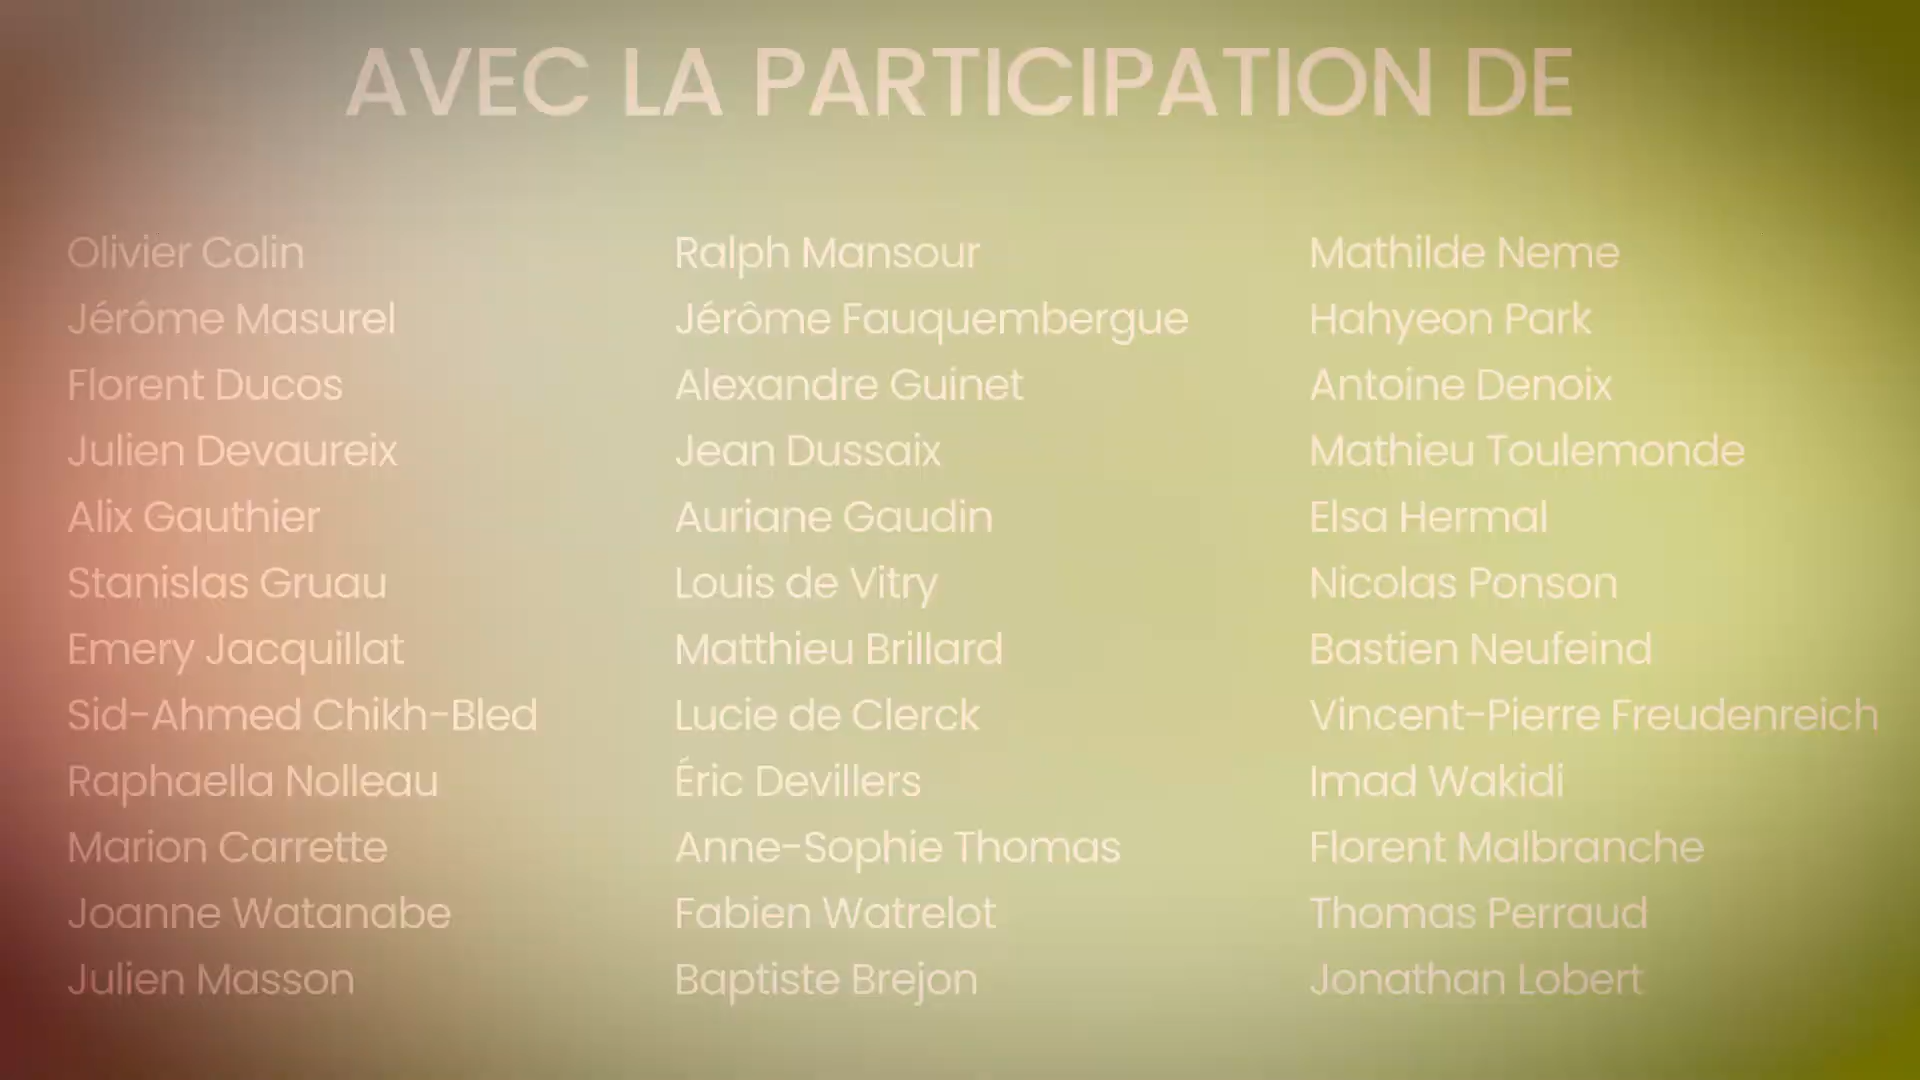 AVEC LA PARTICIPATION DE
Olivier Colin
Jérôme Masurel
Florent Ducos
Julien Devaureix
Alix Gauthier
Stanislas Gruau
Emery Jacquillat
Sid-Ahmed Chikh-Bled
Raphaella Nolleau
Marion Carrette
Joanne Watanabe
Julien Masson
Ralph Mansour
Jérôme Fauquembergue
Alexandre Guinet
Jean Dussaix
Auriane Gaudin
Louis de Vitry
Matthieu Brillard
Lucie de Clerck
Éric Devillers
Anne-Sophie Thomas
Fabien Watrelot
Baptiste Brejon
Mathilde Neme
Hahyeon Park
Antoine Denoix
Mathieu Toulemonde
Elsa Hermal
Nicolas Ponson
Bastien Neufeind
Vincent-Pierre Freudenreich
Imad Wakidi
Florent Malbranche
Thomas Perraud
Jonathan Lobert